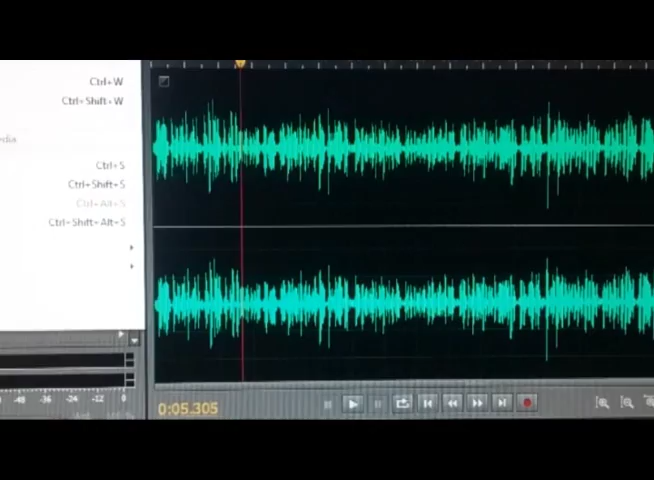 Ctrl+W
Ctrl+Shift+W
edia
Ctrl+S
Ctrl+Shift+S
Ctrl+Alt+S
Ctrl+Shift+Alt+S
-48 -36 -24 -12 0
0:05.305